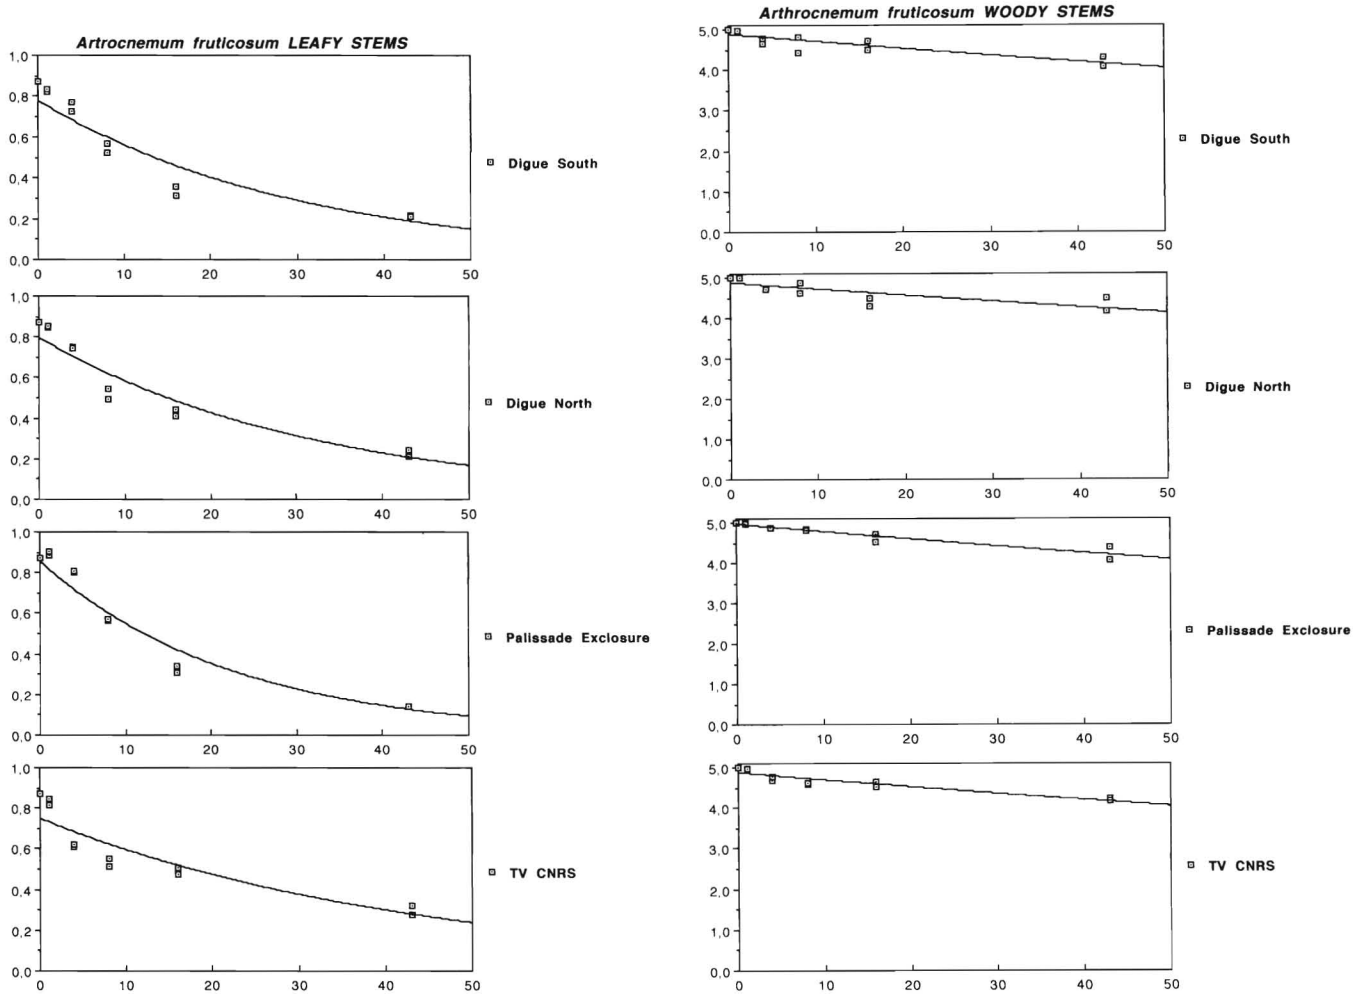 Artrocnemum fruticosum LEAFY STEMS
1,0
0,8
0,6
0,4
0,2
0,0
0 10 20 30 40 50
Digue South
1,0
0,8
0,6
0,4
0,2
0,0
0 10 20 30 40 50
Digue North
1,0
0,8
0,6
0,4
0,2
0,0
0 10 20 30 40 50
Palissade Exclosure
1,0
0,8
0,6
0,4
0,2
0,0
0 10 20 30 40 50
TV CNRS
Arthrocnemum fruticosum WOODY STEMS
5,0
4,0
3,0
2,0
1,0
0,0
0 10 20 30 40 50
Digue South
5,0
4,0
3,0
2,0
1,0
0,0
0 10 20 30 40 50
Digue North
5,0
4,0
3,0
2,0
1,0
0,0
0 10 20 30 40 50
Palissade Exclosure
5,0
4,0
3,0
2,0
1,0
0,0
0 10 20 30 40 50
TV CNRS